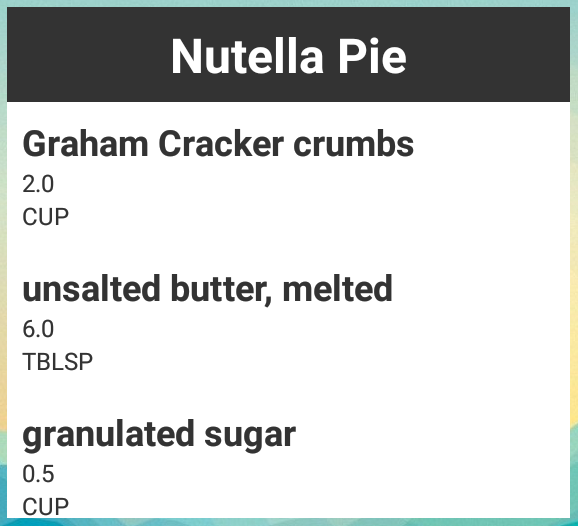 Nutella Pie
Graham Cracker crumbs
2.0
CUP
unsalted butter, melted
6.0
TBLSP
granulated sugar
0.5
CUP